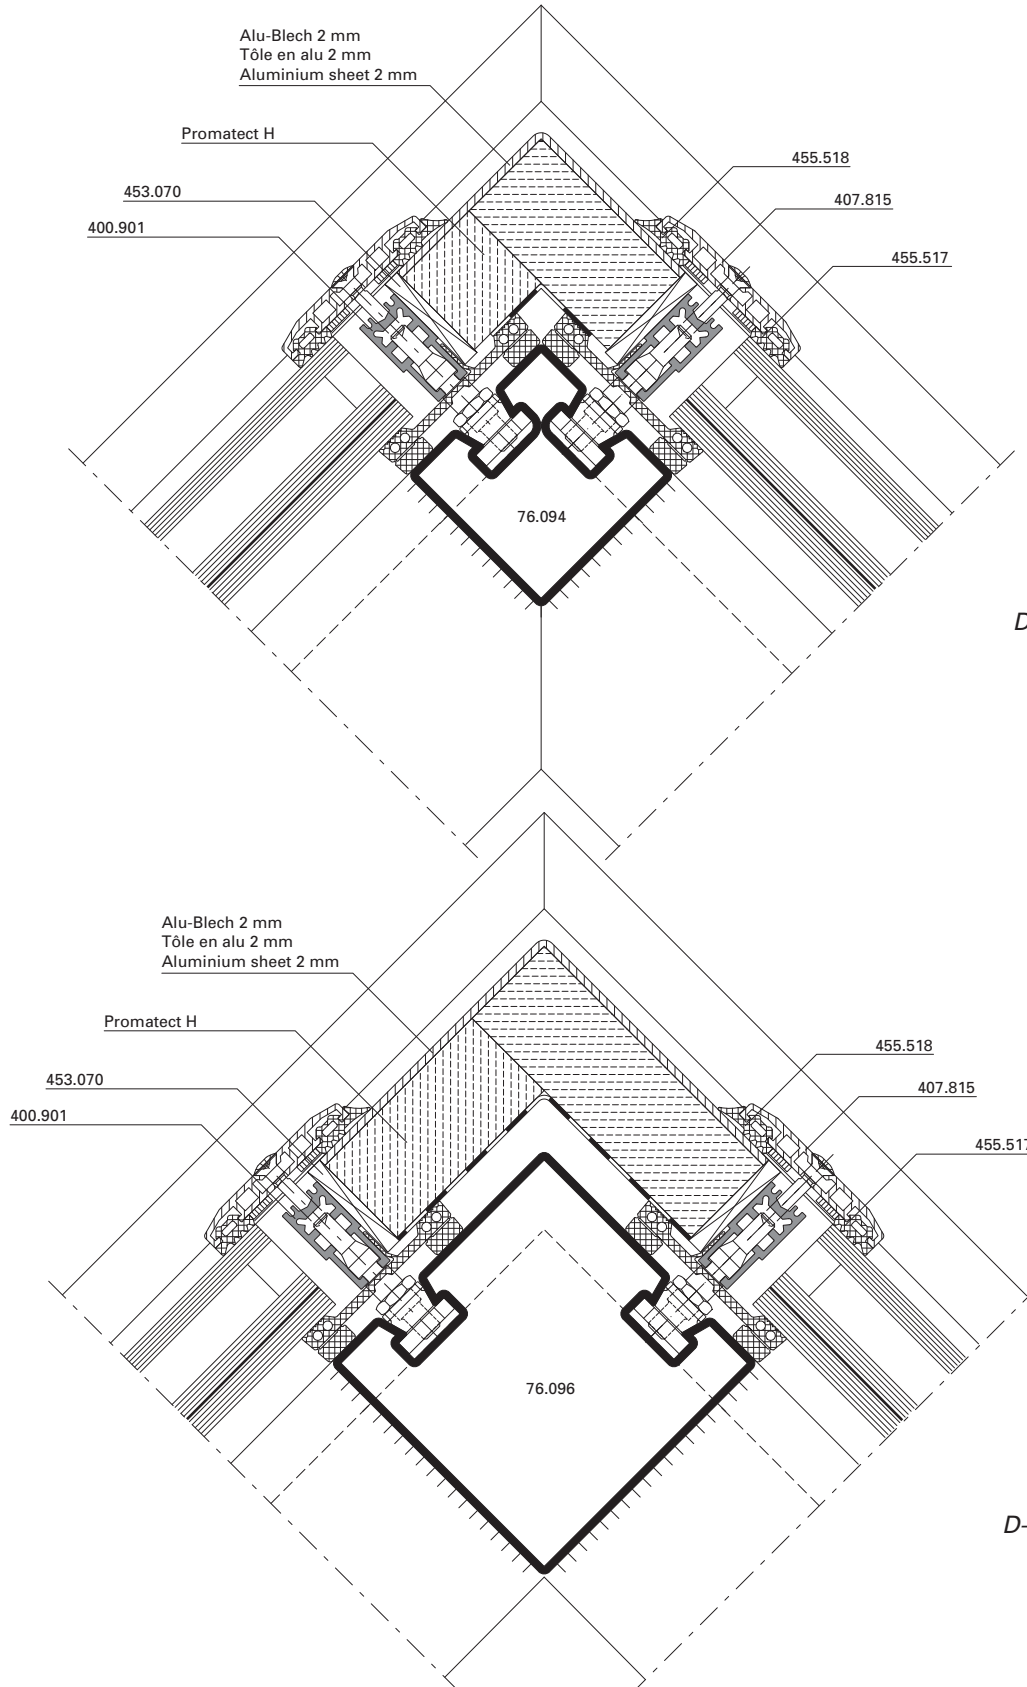 Alu-Blech 2 mm
Tôle en alu 2 mm
Aluminium sheet 2 mm
Promatect H
455.518
453.070
407.815
400.901
455.517
76.094
D
Alu-Blech 2 mm
Tôle en alu 2 mm
Aluminium sheet 2 mm
Promatect H
455.518
453.070
407.815
400.901
455.517
76.096
D-